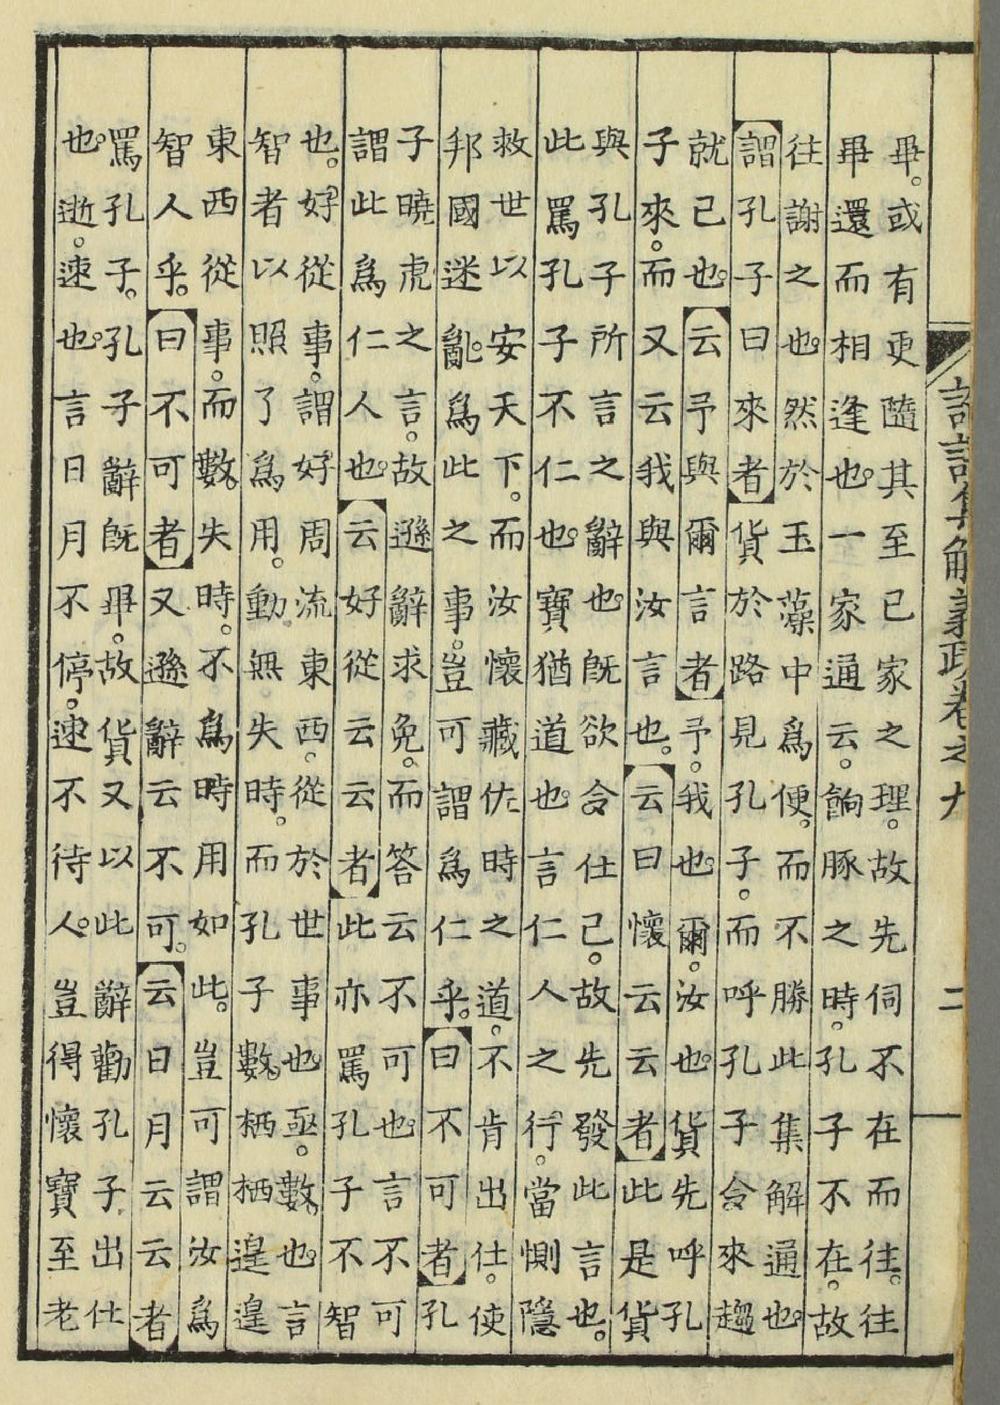 論語集解義疏卷之九 二
畢。或有更隨其至己家之理。故先伺不在而往。往
畢還而相逢也。一家通云。餉豚之時。孔子不在。故
往謝之也。然於玉藻中爲便。而不勝此集解通也。
謂孔子曰來者貨於路見孔子。而呼孔子令來趨
就己也。云予與爾言者予。我也。爾。汝也。貨先呼孔
子來。而又云我與汝言也。云曰懷云云者此是貨
與孔子所言之辭也。既欲令仕己。故先發此言也。
此罵孔子不仁也。寶猶道也。言仁人之行。當惻隱
救世以安天下。而汝懷藏佐時之道。不肯出仕。使
邦國迷亂。爲此之事。豈可謂爲仁乎。曰不可者孔
子曉虎之言。故遜辭求免。而答云不可也。言不可
謂此爲仁人也。云好從云云者此亦罵孔子不智
也。好從事。謂好周流東西。從於世事也。亟。數也。言
智者以照了爲用。動無失時。而孔子數栖栖遑遑
東西從事。而數失時。不爲時用如此。豈可謂汝爲
智人乎。曰不可者又遜辭云不可。云日月云云者
罵孔子。孔子辭既畢。故貨又以此辭勸孔子出仕
也。逝。速也。言日月不停。速不待人。豈得懷寶至老